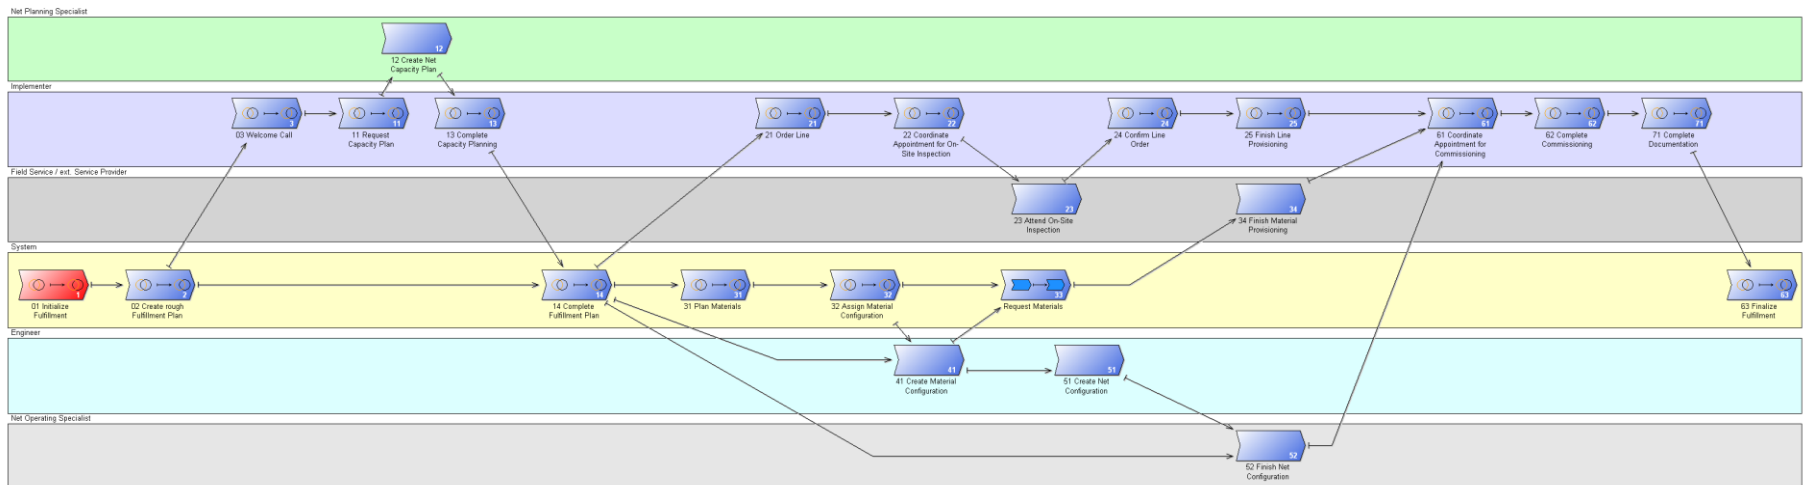 Net Planning Specialist
12
12 Create Net
Capacity Plan
Implementer
3
03 Welcome Call
11
11 Request
Capacity Plan
13
13 Complete
Capacity Planning
21
21 Order Line
22
22 Coordinate
Appointment for On-
Site Inspection
24
24 Confirm Line
Order
25
25 Finish Line
Provisioning
61
61 Coordinate
Appointment for
Commissioning
62
62 Complete
Commissioning
71
71 Complete
Documentation
Field Service / ext. Service Provider
23
23 Attend On-Site
Inspection
34
34 Finish Material
Provisioning
System
1
01 Initialize
Fulfillment
2
02 Create rough
Fulfillment Plan
14
14 Complete
Fulfillment Plan
31
31 Plan Materials
32
32 Assign Material
Configuration
33
Request Materials
63
63 Finalize
Fulfillment
Engineer
41
41 Create Material
Configuration
51
51 Create Net
Configuration
Net Operating Specialist
52
52 Finish Net
Configuration